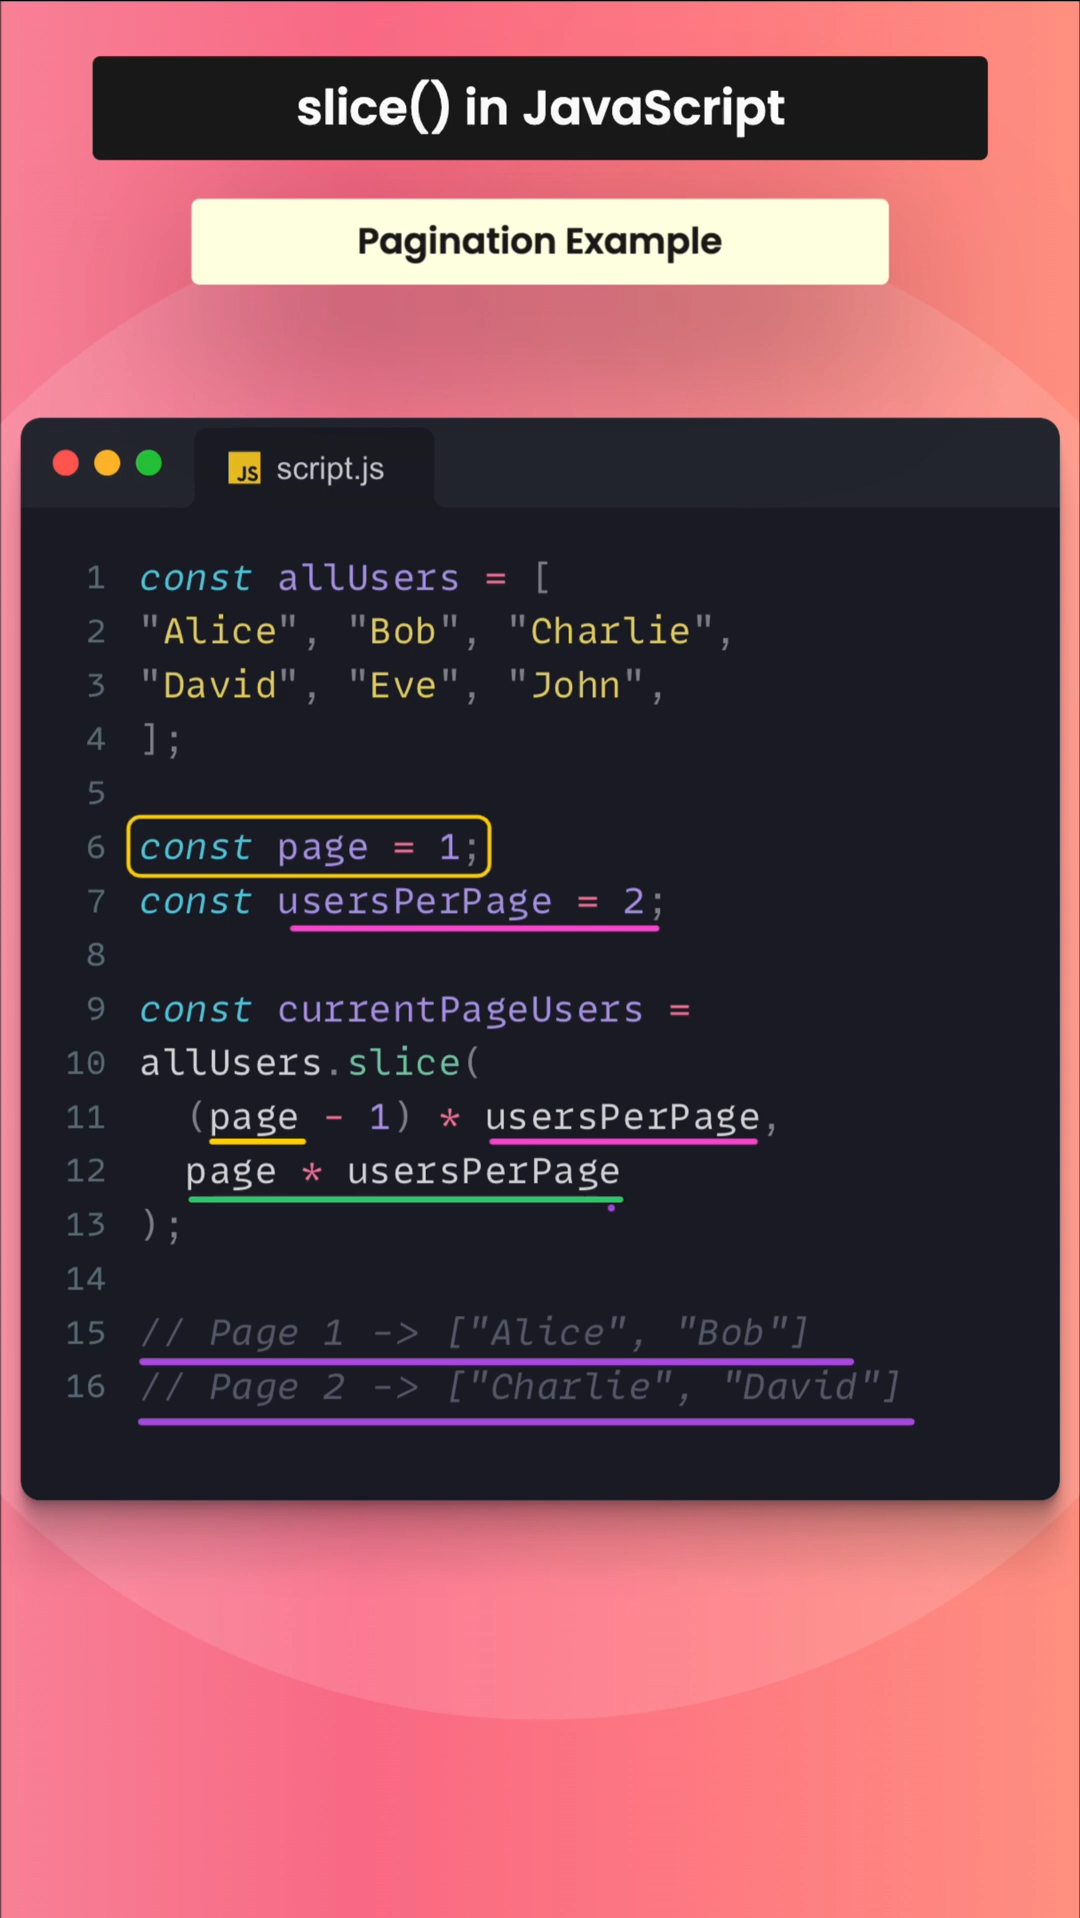 slice() in JavaScript
Pagination Example
JS script.js
1 const allUsers = [
2 "Alice", "Bob", "Charlie",
3 "David", "Eve", "John",
4 ];
5
6 const page = 1;
7 const usersPerPage = 2;
8
9 const currentPageUsers =
10 allUsers.slice(
11 (page - 1) * usersPerPage,
12 page * usersPerPage
13 );
14
15 // Page 1 -> ["Alice", "Bob"]
16 // Page 2 -> ["Charlie", "David"]